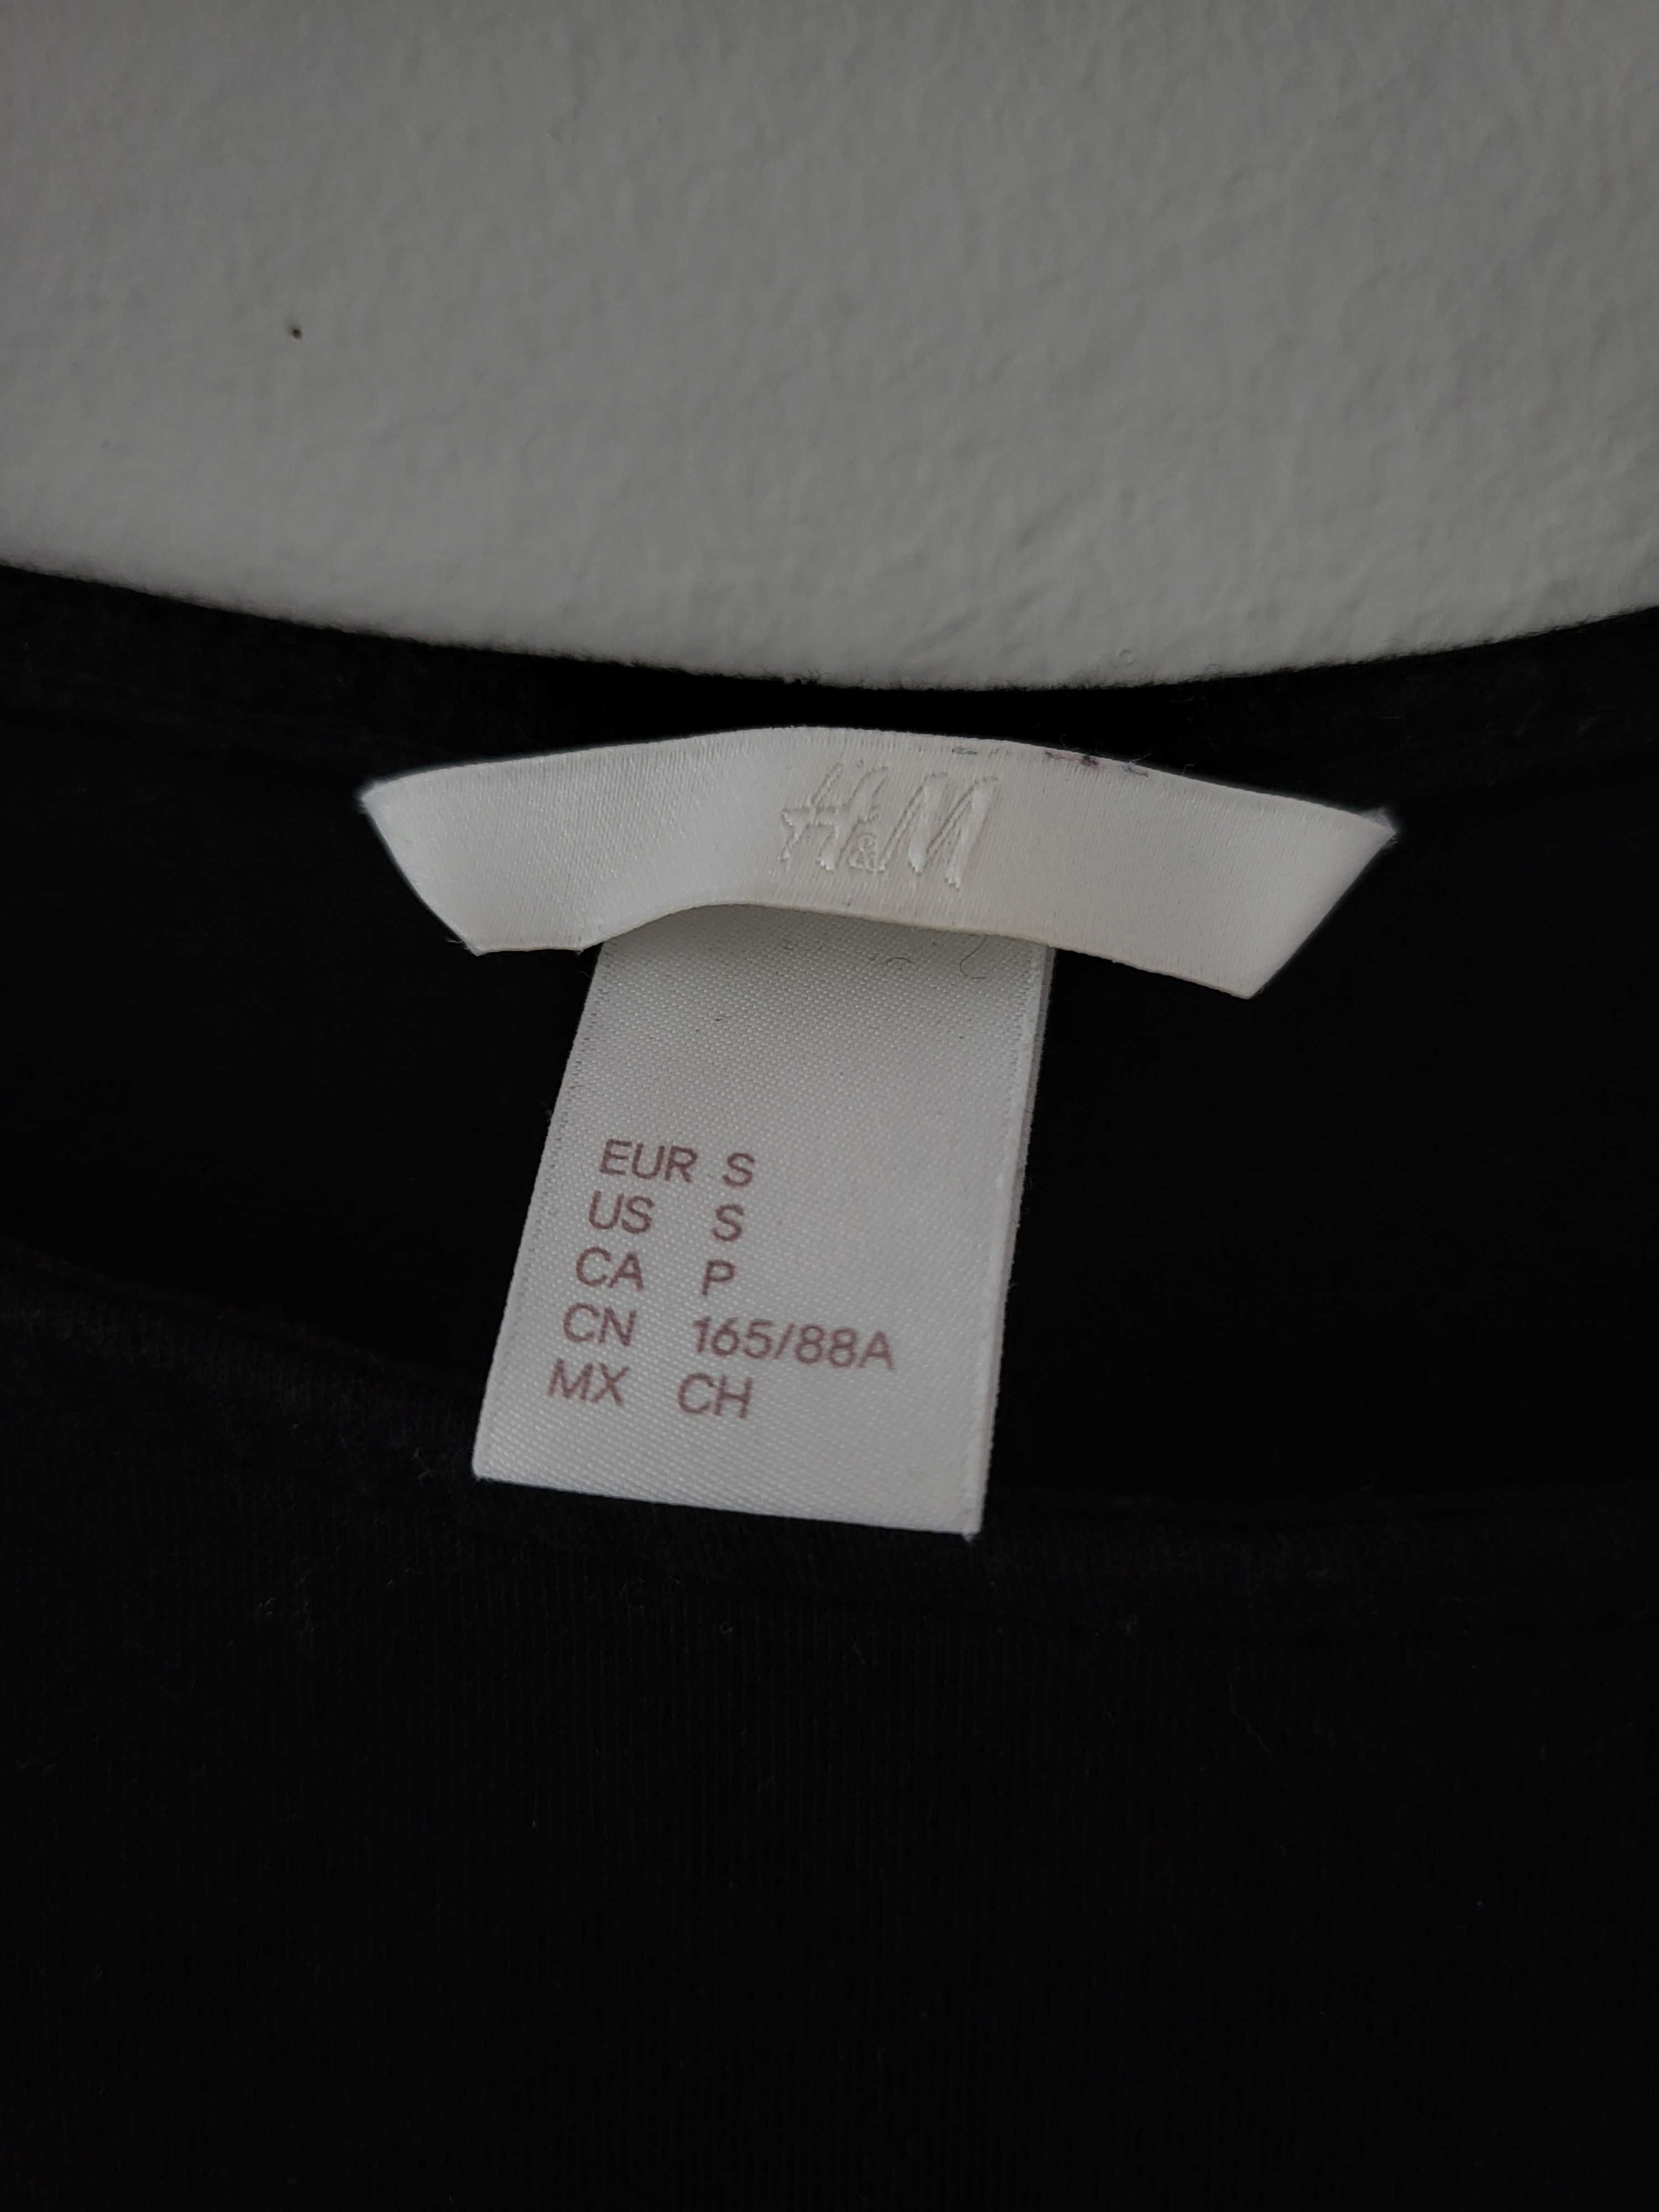 H&M
EUR S
US S
CA P
CN 165/88A
MX CH